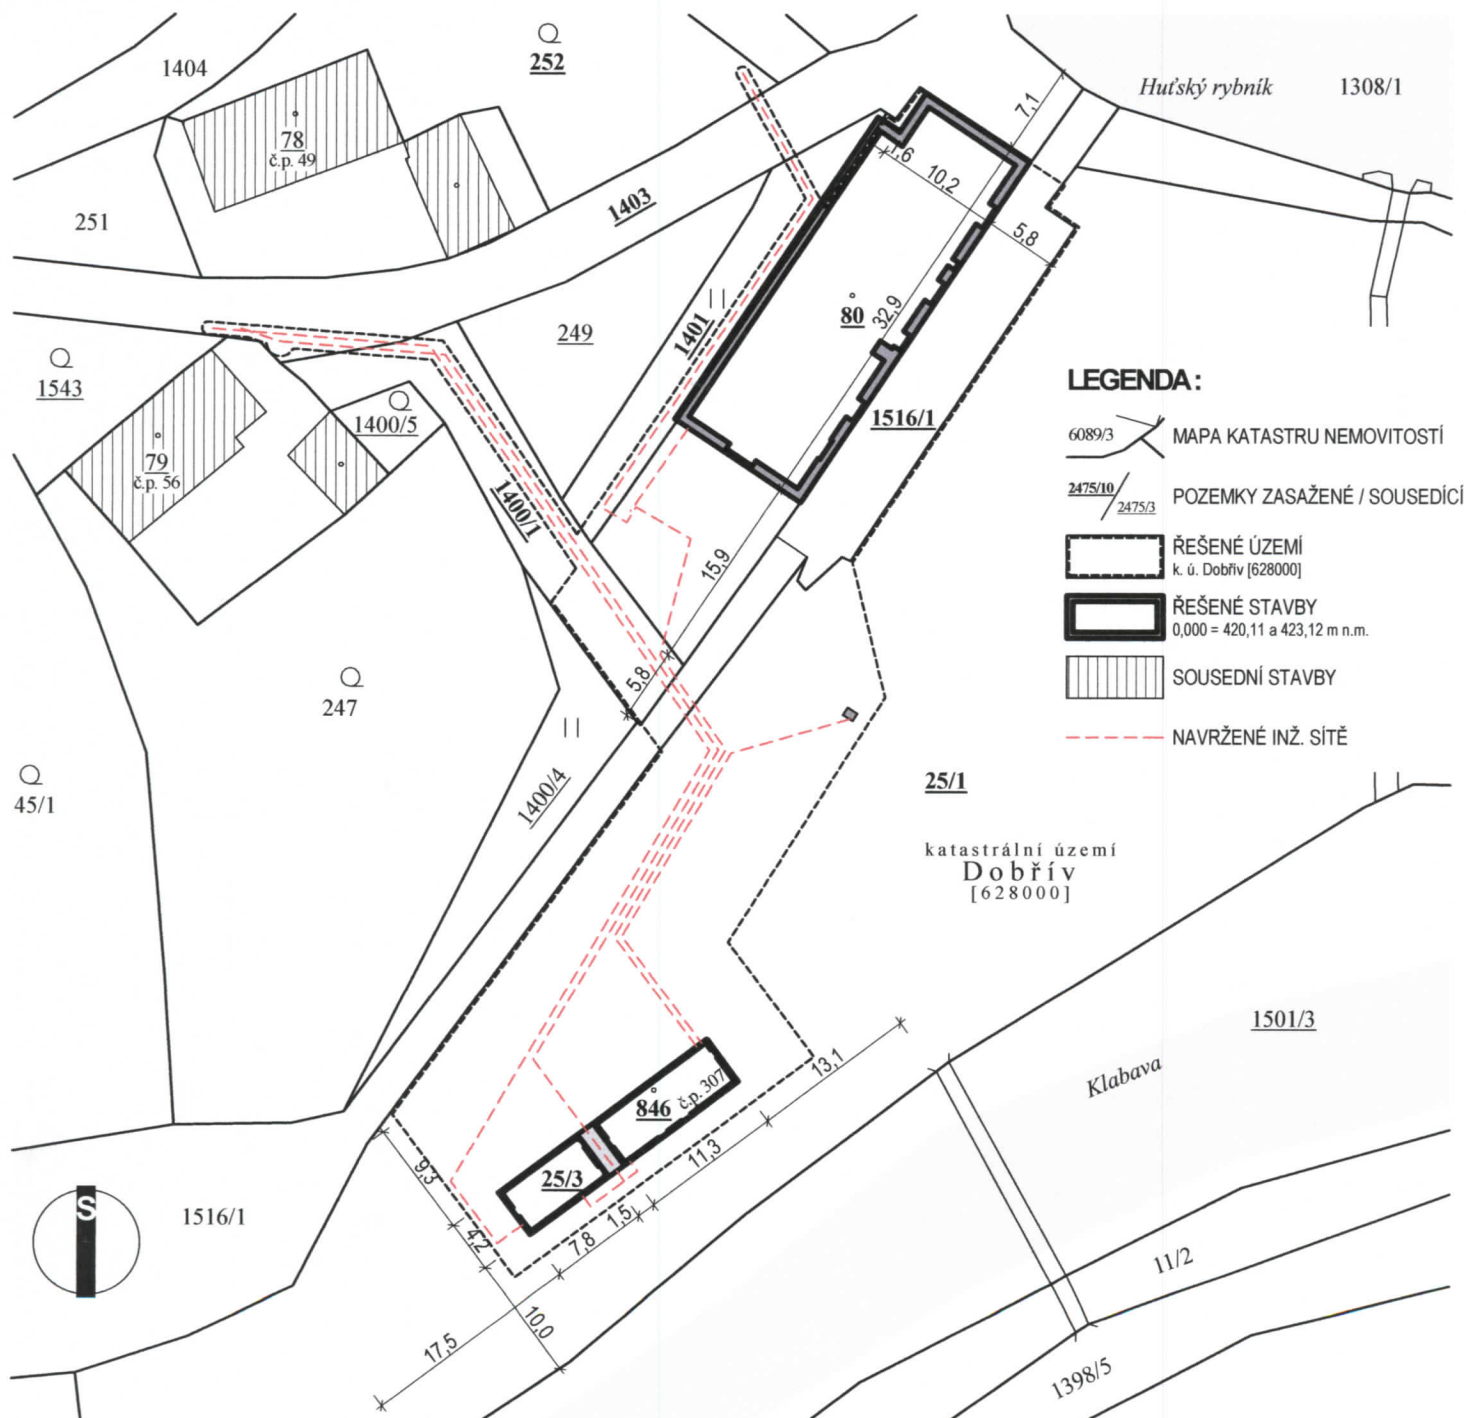 1404
252
Huťský rybník
1308/1
7,1
78
č.p. 49
1,6
10,2
1403
251
5,8
80
32,9
1401
249
1543
1400/5
1516/1
79
č.p. 56
1400/1
15,9
5,8
247
45/1
1400/4
LEGENDA:
6089/3
MAPA KATASTRU NEMOVITOSTÍ
2475/10
2475/3
POZEMKY ZASAŽENÉ / SOUSEDÍCÍ
ŘEŠENÉ ÚZEMÍ
k. ú. Dobřív [628000]
ŘEŠENÉ STAVBY
0,000 = 420,11 a 423,12 m n.m.
SOUSEDNÍ STAVBY
NAVRŽENÉ INŽ. SÍTĚ
25/1
katastrální území
Dobřív
[628000]
1501/3
Klabava
13,1
846
č.p. 307
11,3
25/3
9,3
4,2
1,5
7,8
10,0
17,5
1516/1
S
11/2
1398/5